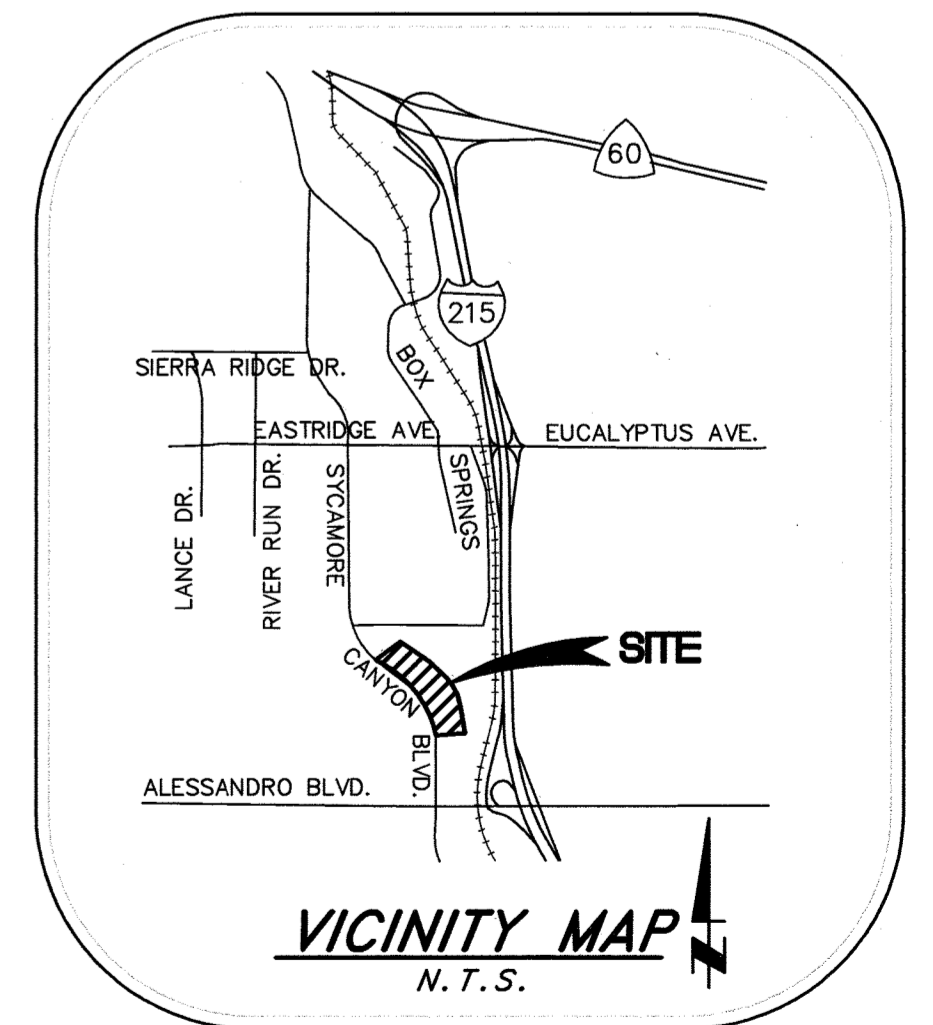 60
215
BOX
SIERRA RIDGE DR.
EASTRIDGE AVE.
EUCALYPTUS AVE.
SPRINGS
LANCE DR.
RIVER RUN DR.
SYCAMORE
SITE
CANYON
BLVD.
ALESSANDRO BLVD.
VICINITY MAP
N.T.S.
N